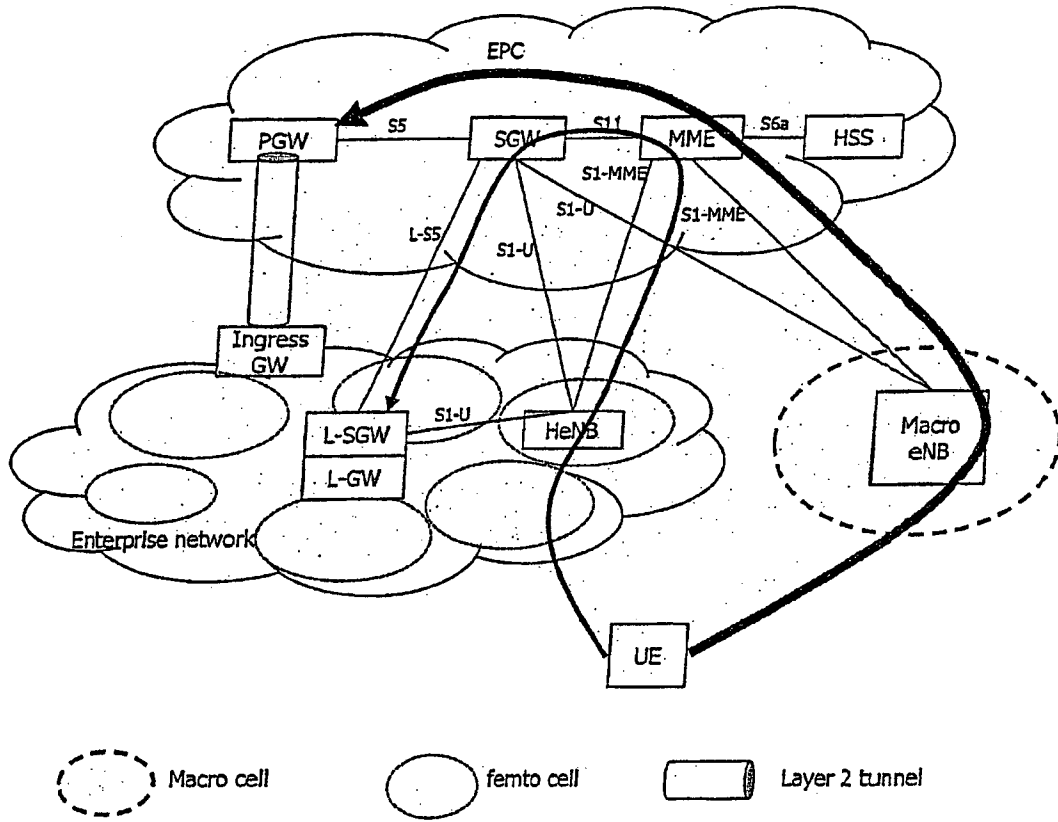 EPC
PGW
S5
SGW
S11
MME
S6a
HSS
S1-MME
S1-U
S1-MME
L-S5
S1-U
Ingress
GW
L-SGW
S1-U
HeNB
Macro
eNB
L-GW
Enterprise network
UE
Macro cell
femto cell
Layer 2 tunnel